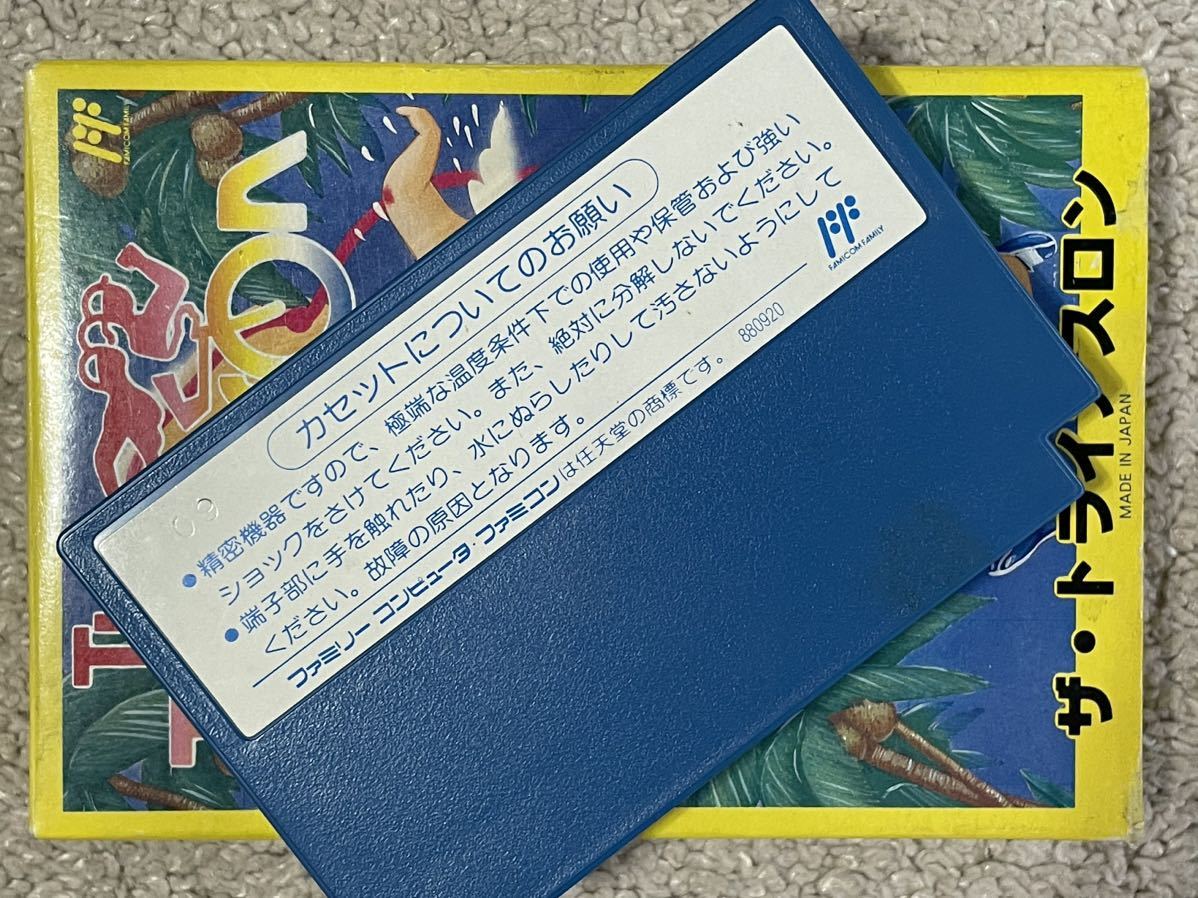 カセットについてのお願い
●精密機器ですので、極端な温度条件下での使用や保管および強い
ショックをさけてください。また、絶対に分解しないでください。
●端子部に手を触れたり、水にぬらしたりして汚さないようにして
ください。故障の原因となります。
ファミリーコンピュータ・ファミコンは任天堂の商標です。 880920
FAMICOM FAMILY
09
FAMICOM FAMILY
on
ザ・トライアスロン
MADE IN JAPAN